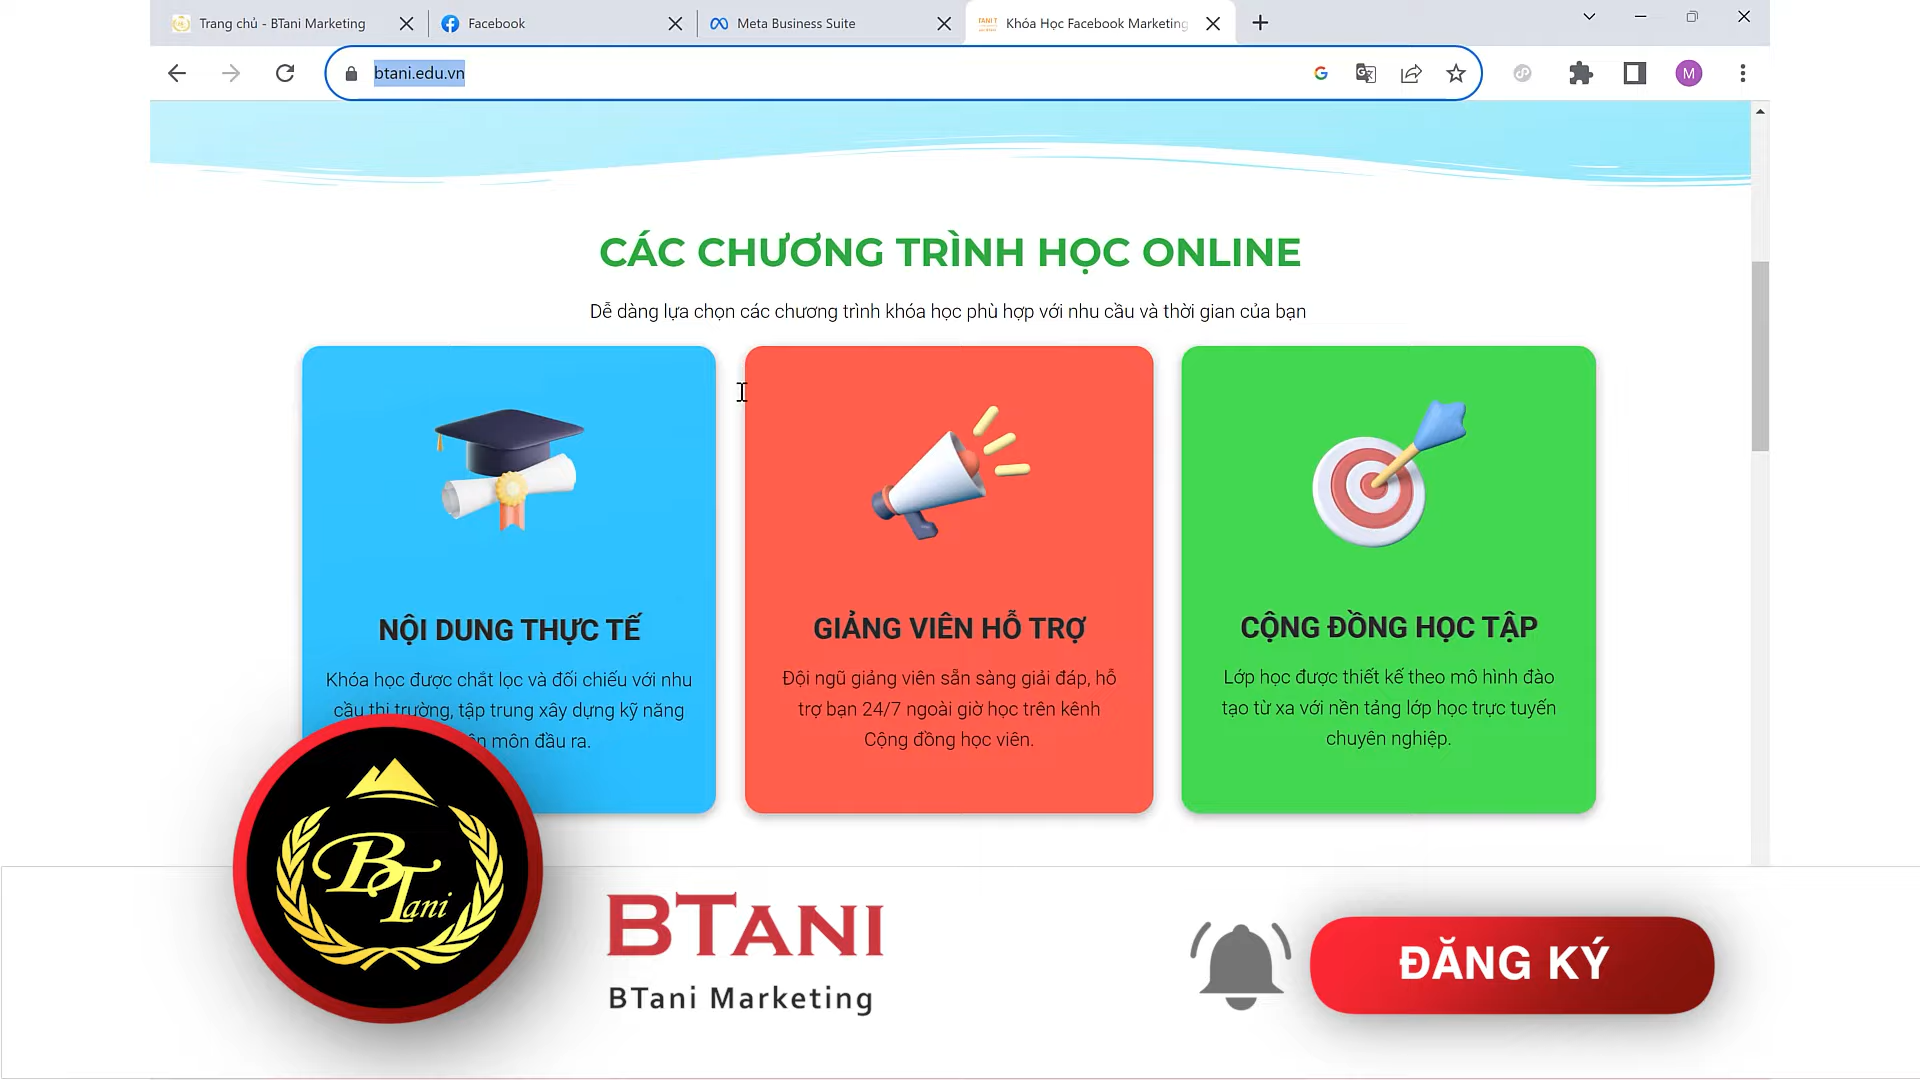 Trang chủ - BTani Marketing
Facebook
Meta Business Suite
TANI T
Khóa Học Facebook Marketing
btani.edu.vn
M
CÁC CHƯƠNG TRÌNH HỌC ONLINE
Dễ dàng lựa chọn các chương trình khóa học phù hợp với nhu cầu và thời gian của bạn
NỘI DUNG THỰC TẾ
Khóa học được chắt lọc và đối chiếu với nhu
cầu thị trường, tập trung xây dựng kỹ năng
môn đầu ra.
GIẢNG VIÊN HỖ TRỢ
Đội ngũ giảng viên sẵn sàng giải đáp, hỗ
trợ bạn 24/7 ngoài giờ học trên kênh
Cộng đồng học viên.
CỘNG ĐỒNG HỌC TẬP
Lớp học được thiết kế theo mô hình đào
tạo từ xa với nền tảng lớp học trực tuyến
chuyên nghiệp.
BTani
BTANI
BTani Marketing
ĐĂNG KÝ